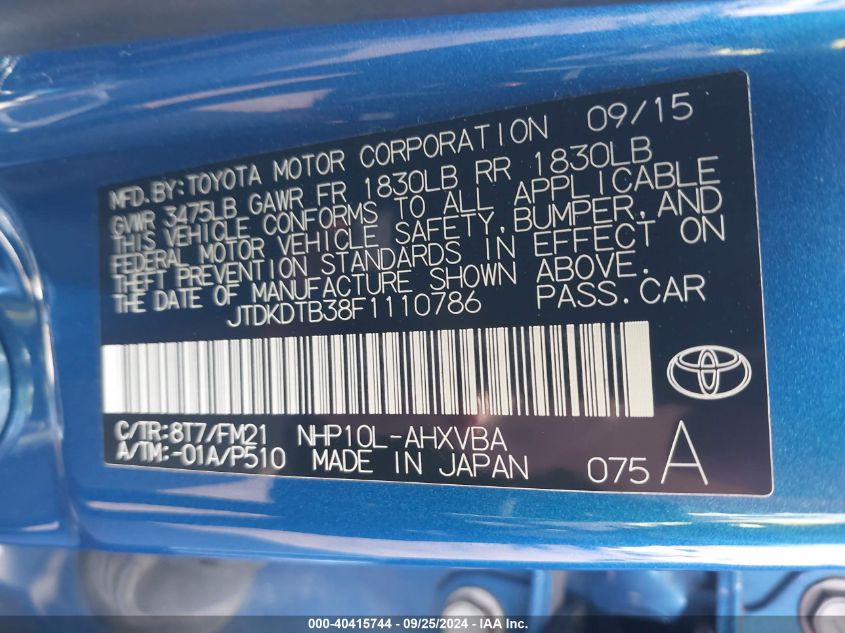 MFD.BY:TOYOTA MOTOR CORPORATION 09/15
GVWR 3475LB GAWR FR 1830LB RR 1830LB
THIS VEHICLE CONFORMS TO ALL APPLICABLE
FEDERAL MOTOR VEHICLE SAFETY,BUMPER,AND
THEFT PREVENTION STANDARDS IN EFFECT ON
THE DATE OF MANUFACTURE SHOWN ABOVE.
JTDKDTB38F1110786 PASS.CAR
C/TR:8T7/FM21 NHP10L-AHXVBA
A/TM:-01A/P510 MADE IN JAPAN 075 A
000-40415744 / 09/25/2024 - IAA Inc.